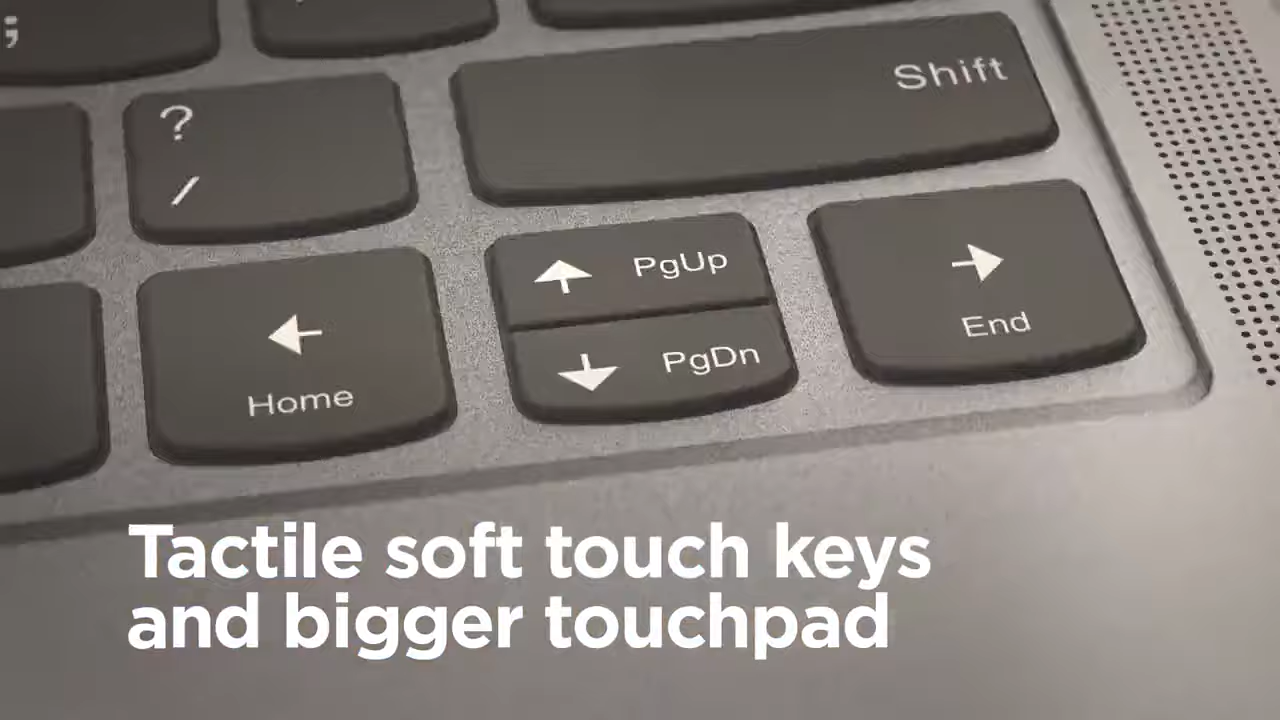 ;
Shift
?
/
PgUp
End
Home
PgDn
Tactile soft touch keys
and bigger touchpad